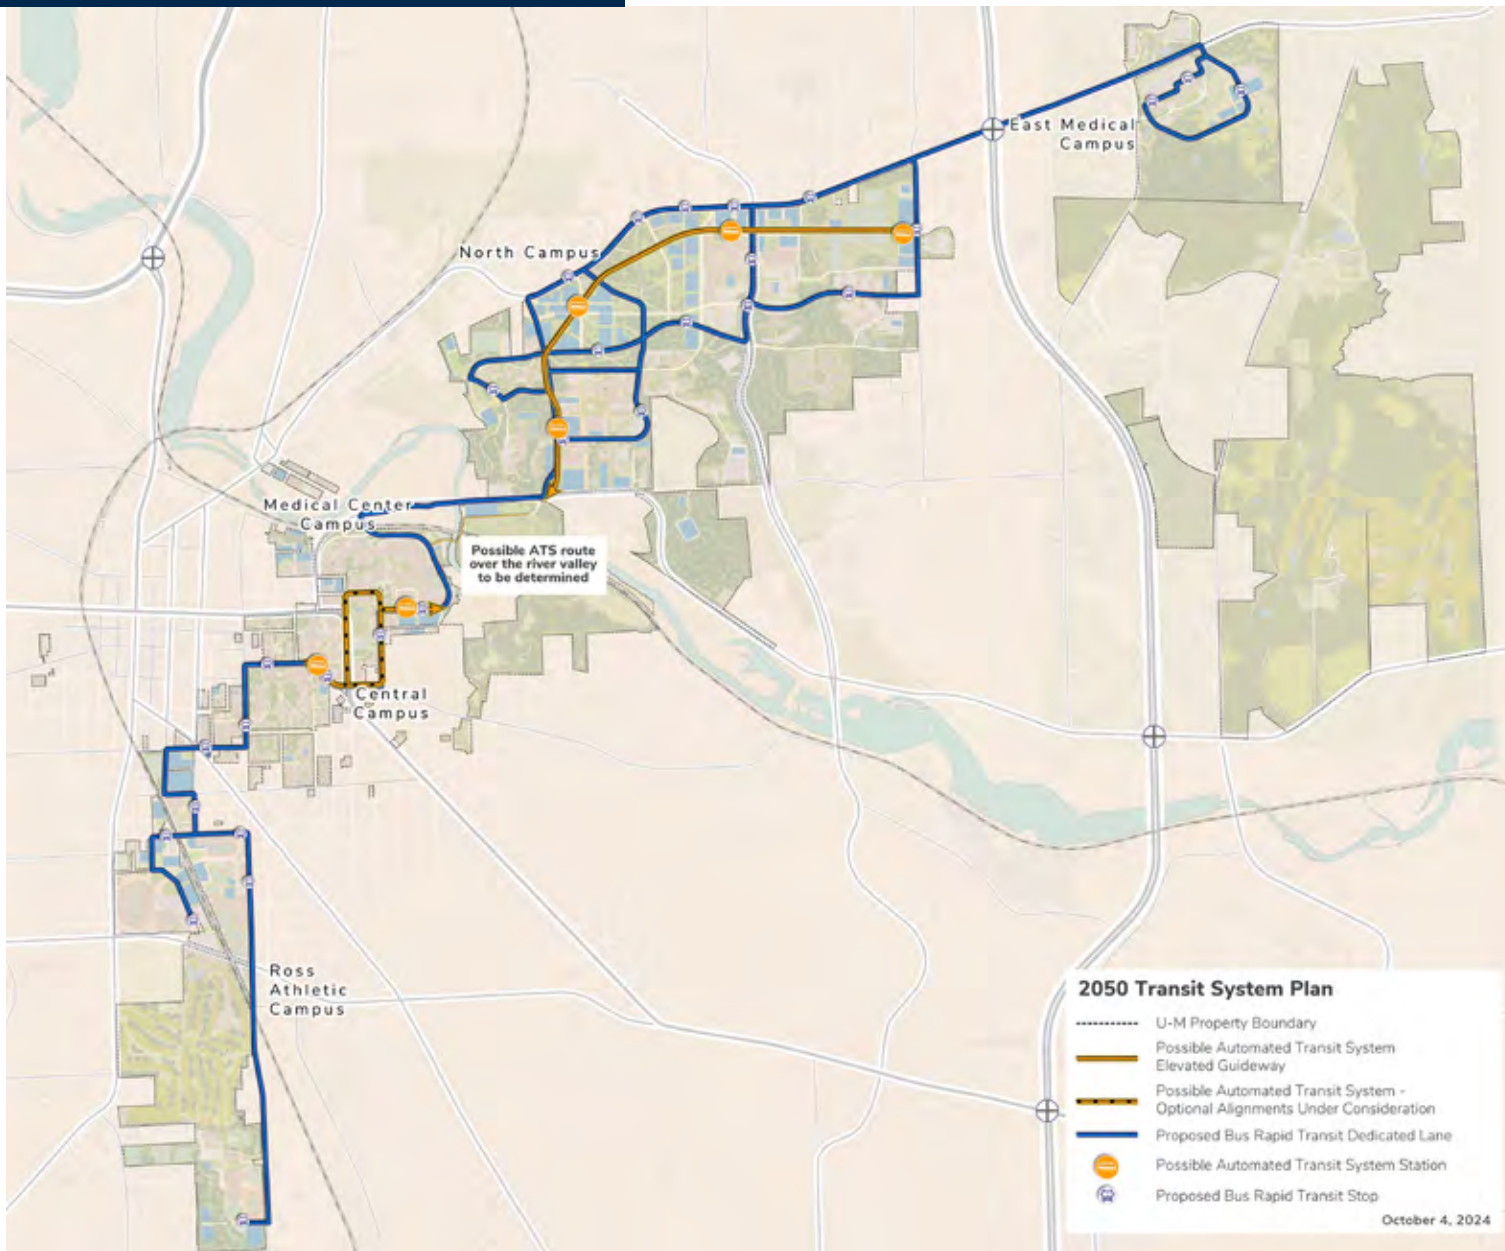 East Medical
Campus
North Campus
Medical Center
Campus
Possible ATS route
over the river valley
to be determined
Central
Campus
Ross
Athletic
Campus
2050 Transit System Plan
U-M Property Boundary
Possible Automated Transit System
Elevated Guideway
Possible Automated Transit System -
Optional Alignments Under Consideration
Proposed Bus Rapid Transit Dedicated Lane
Possible Automated Transit System Station
Proposed Bus Rapid Transit Stop
October 4, 2024